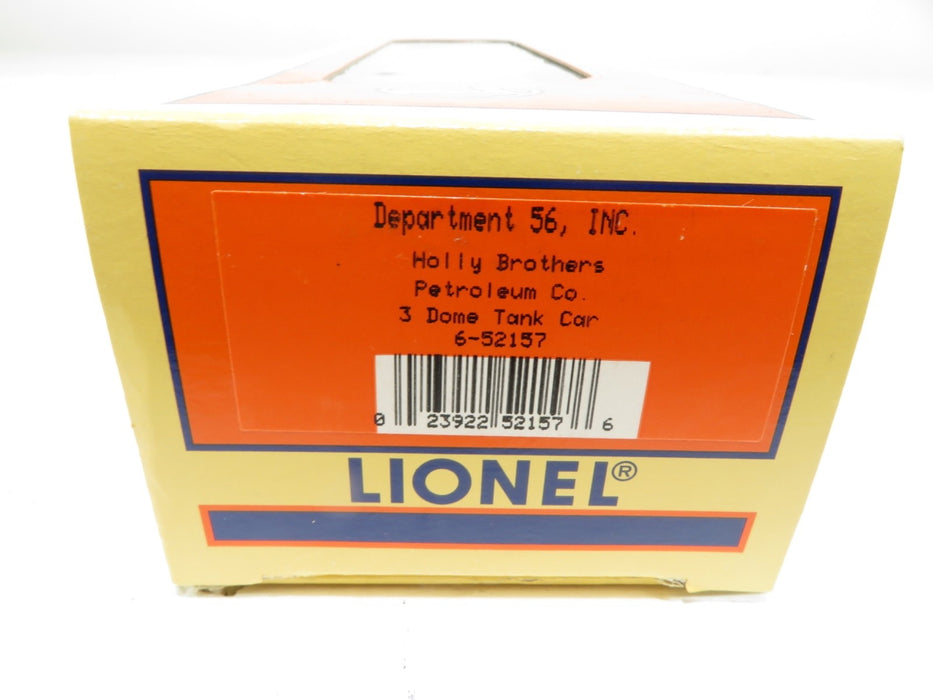 Department 56, INC.
Holly Brothers
Petroleum Co.
3 Dome Tank Car
6-52157
0 23922 52157 6
LIONEL®